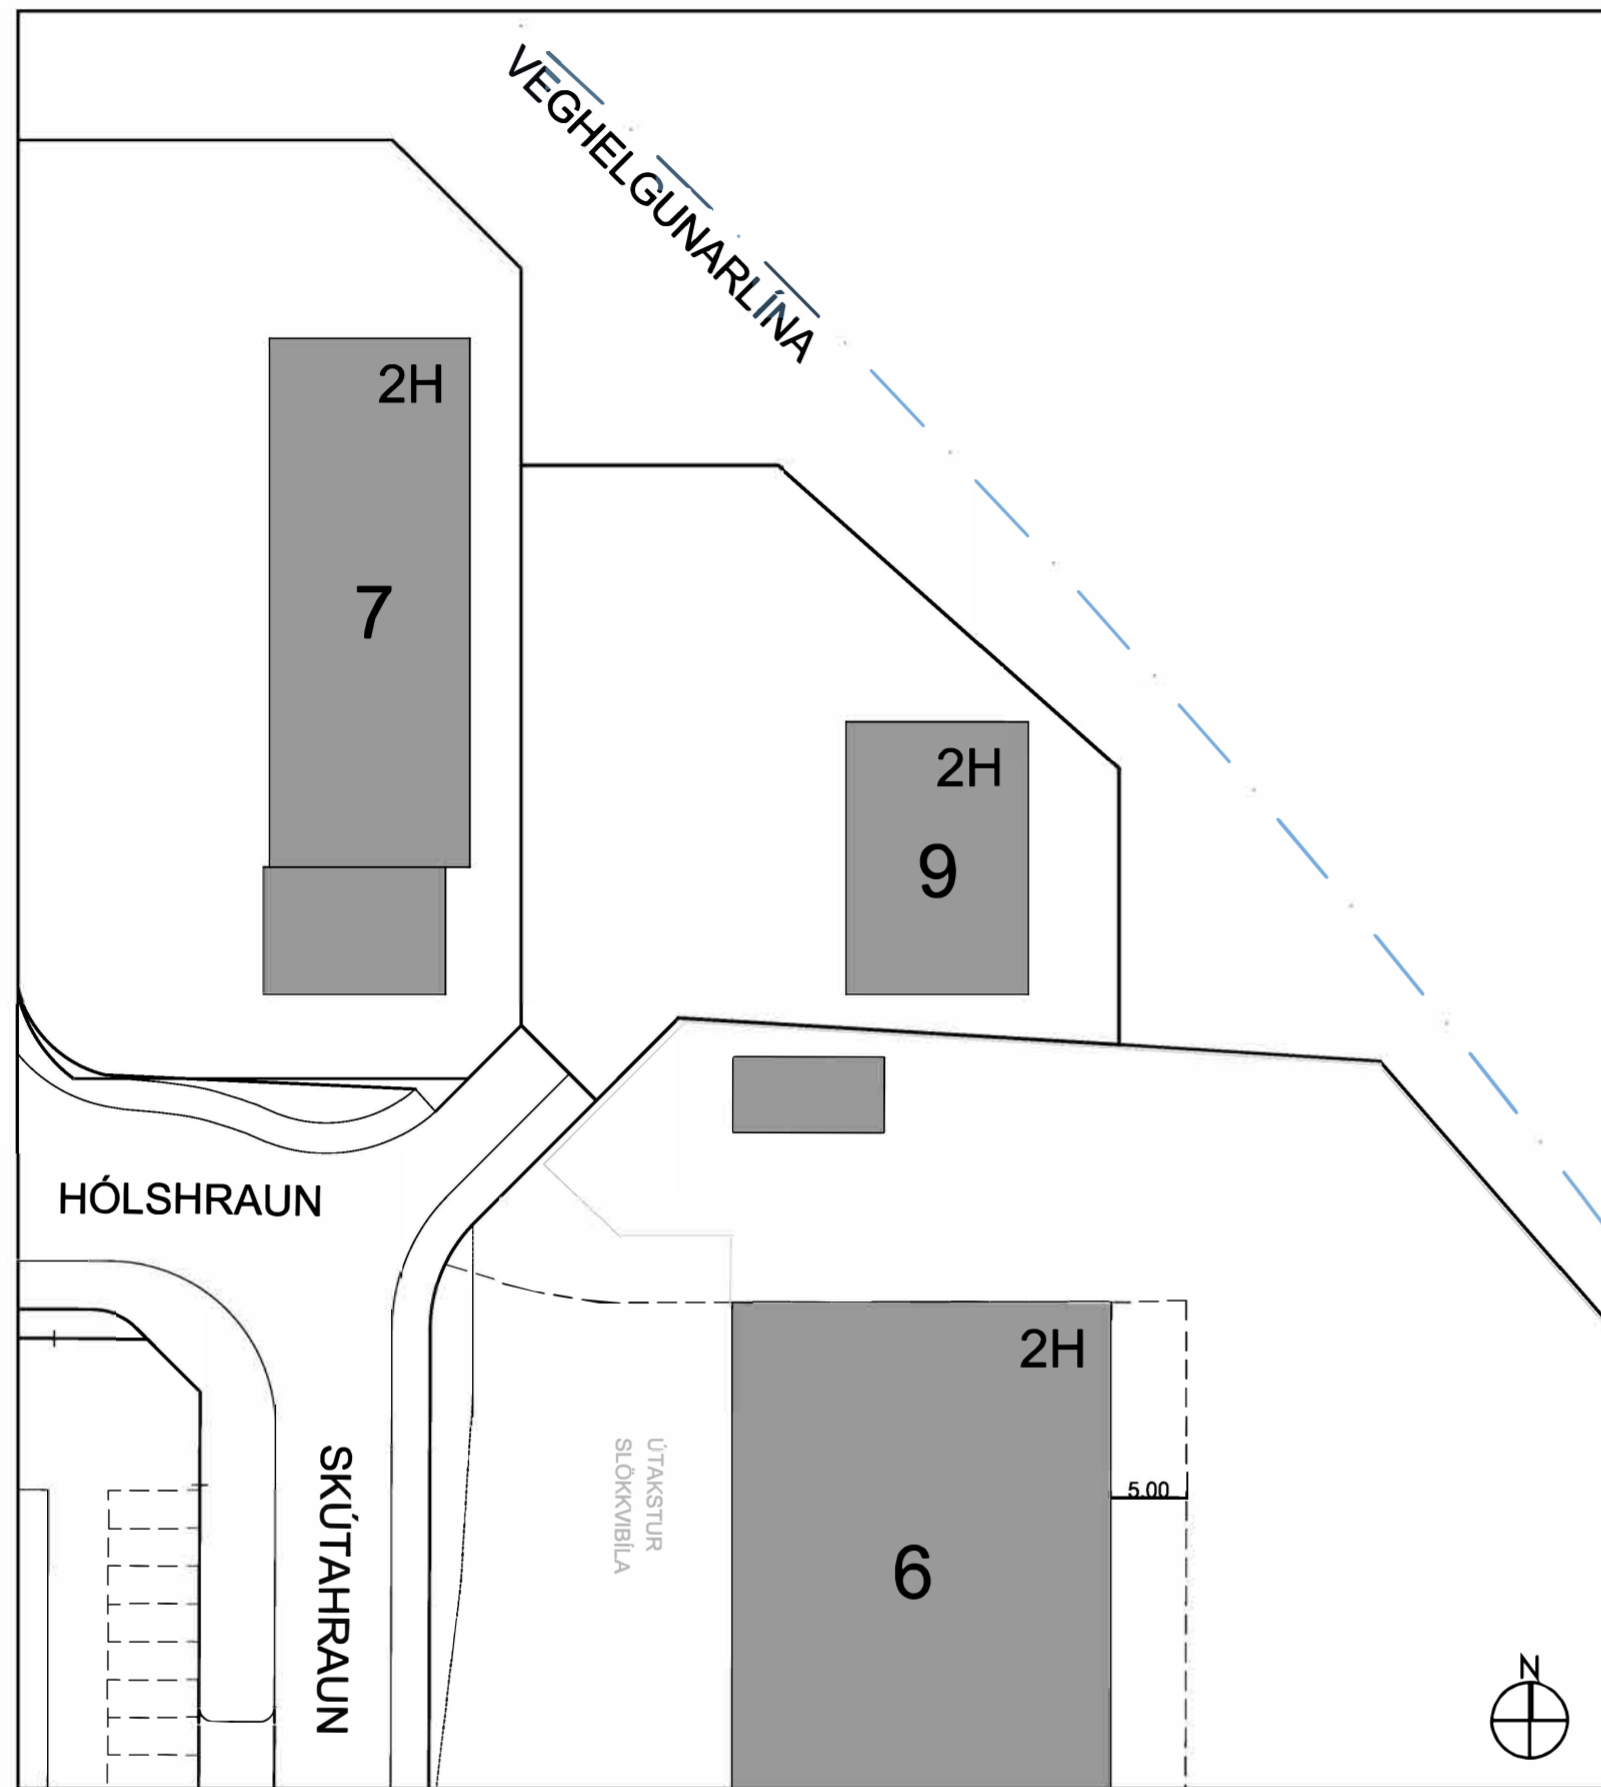 VEGHELGUNARLÍNA
2H
7
2H
9
HÓLSHRAUN
2H
SKÚTAHRAUN
ÚTAKSTUR
SLÖKKVIBÍLA
5.00
6
N